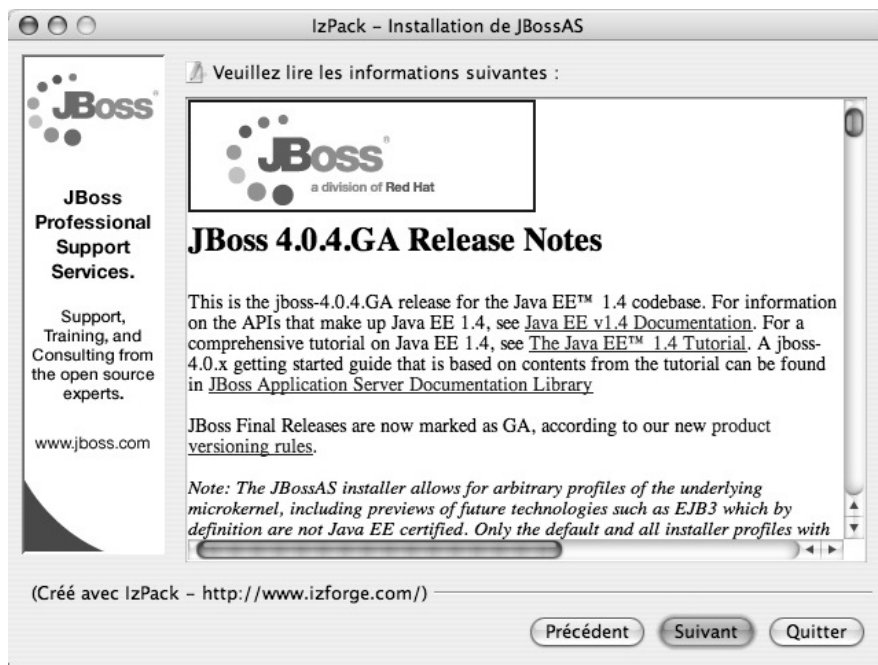 IzPack – Installation de JBossAS
JBoss®
JBoss
Professional
Support
Services.
Support,
Training, and
Consulting from
the open source
experts.
www.jboss.com
Veuillez lire les informations suivantes :
JBoss®
a division of Red Hat
JBoss 4.0.4.GA Release Notes
This is the jboss-4.0.4.GA release for the Java EE™ 1.4 codebase. For information
on the APIs that make up Java EE 1.4, see Java EE v1.4 Documentation. For a
comprehensive tutorial on Java EE 1.4, see The Java EE™ 1.4 Tutorial. A jboss-
4.0.x getting started guide that is based on contents from the tutorial can be found
in JBoss Application Server Documentation Library
JBoss Final Releases are now marked as GA, according to our new product
versioning rules.
Note: The JBossAS installer allows for arbitrary profiles of the underlying
microkernel, including previews of future technologies such as EJB3 which by
definition are not Java EE certified. Only the default and all installer profiles with
(Créé avec IzPack – http://www.izforge.com/)
Précédent
Suivant
Quitter